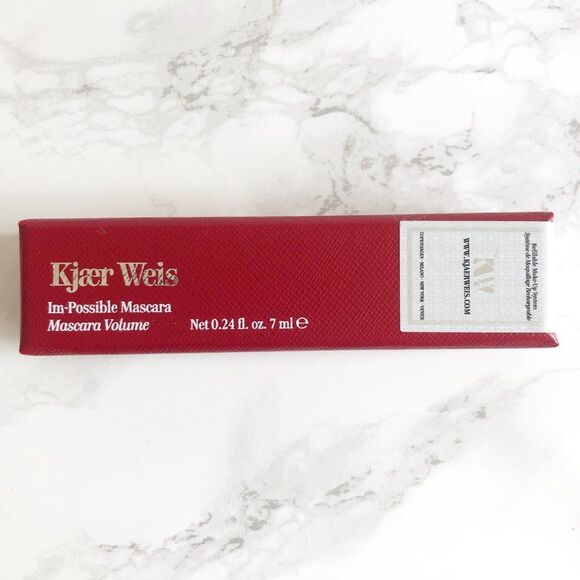 Kjær Weis
Im-Possible Mascara
Mascara Volume
Net 0.24 fl. oz. 7 ml ℮
Refillable Make-Up System
Système de Maquillage Rechargeable
WWW.KJAERWEIS.COM
KW
COPENHAGEN · MILANO · NEW YORK · VENICE